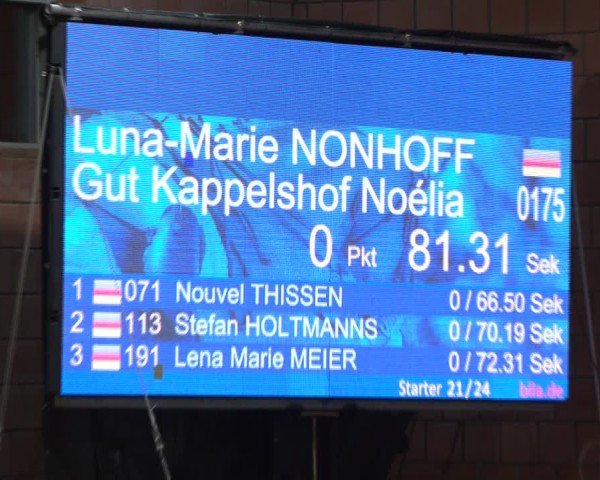 Luna-Marie NONHOFF
Gut Kappelshof Noélia 0175
0 Pkt 81.31 Sek
1 071 Nouvel THISSEN 0 / 66.50 Sek
2 113 Stefan HOLTMANNS 0 / 70.19 Sek
3 191 Lena Marie MEIER 0 / 72.31 Sek
Starter 21/24 bila.de